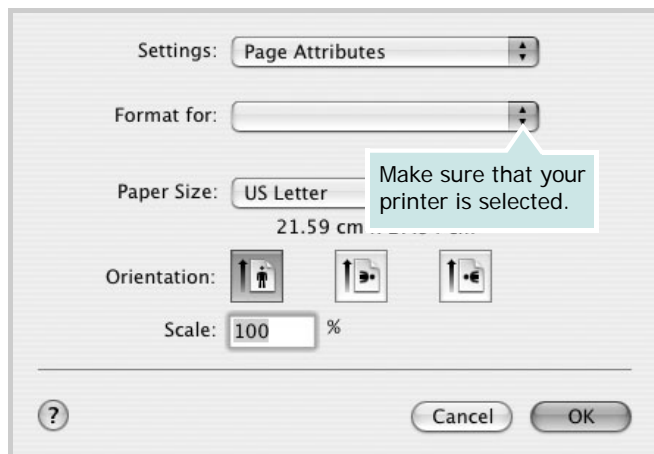 Settings: Page Attributes
Format for:
Make sure that your
printer is selected.
Paper Size: US Letter
21.59 cm
Orientation:
Scale: 100 %
? Cancel OK